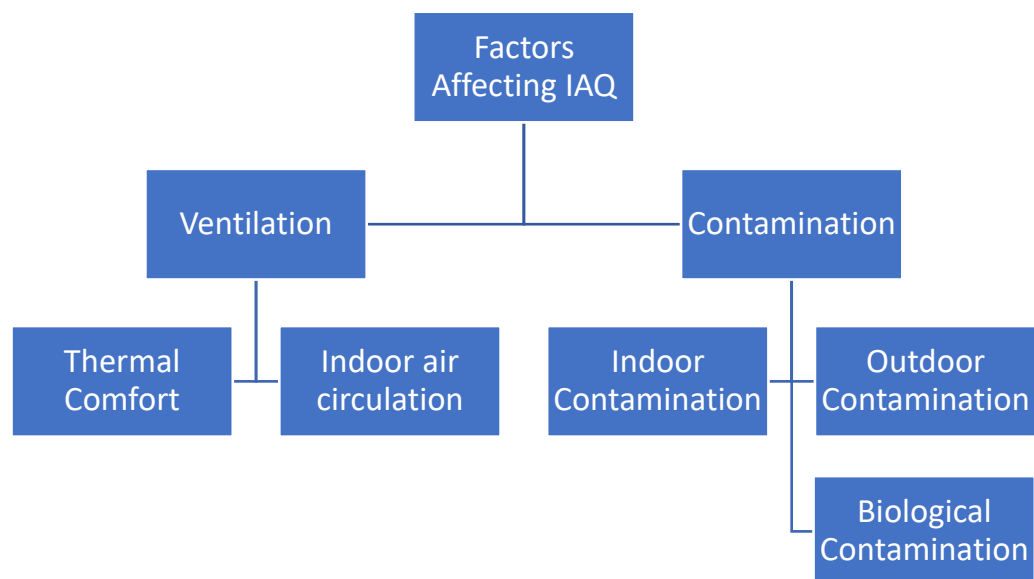 Factors
Affecting IAQ
Ventilation
Contamination
Thermal
Comfort
Indoor air
circulation
Indoor
Contamination
Outdoor
Contamination
Biological
Contamination